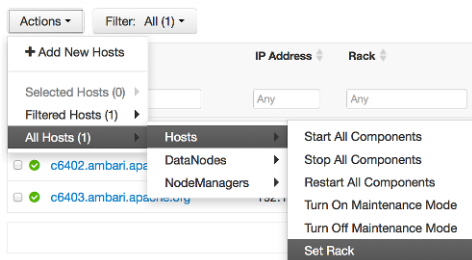 Actions Filter: All (1)
+ Add New Hosts
IP Address Rack
Selected Hosts (0)
Filtered Hosts (1) Any Any
All Hosts (1) Hosts Start All Components
c6402.ambari.apa DataNodes Stop All Components
NodeManagers Restart All Components
c6403.ambari.apache.org 192.1 Turn On Maintenance Mode
Turn Off Maintenance Mode
Set Rack